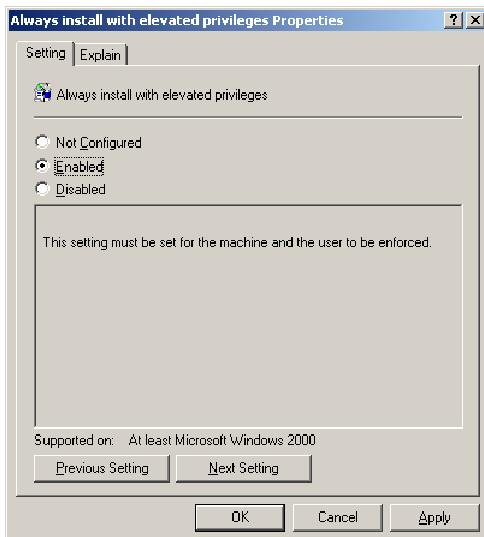 Always install with elevated privileges Properties
Setting Explain
Always install with elevated privileges
Not Configured
Enabled
Disabled
This setting must be set for the machine and the user to be enforced.
Supported on: At least Microsoft Windows 2000
Previous Setting Next Setting
OK Cancel Apply